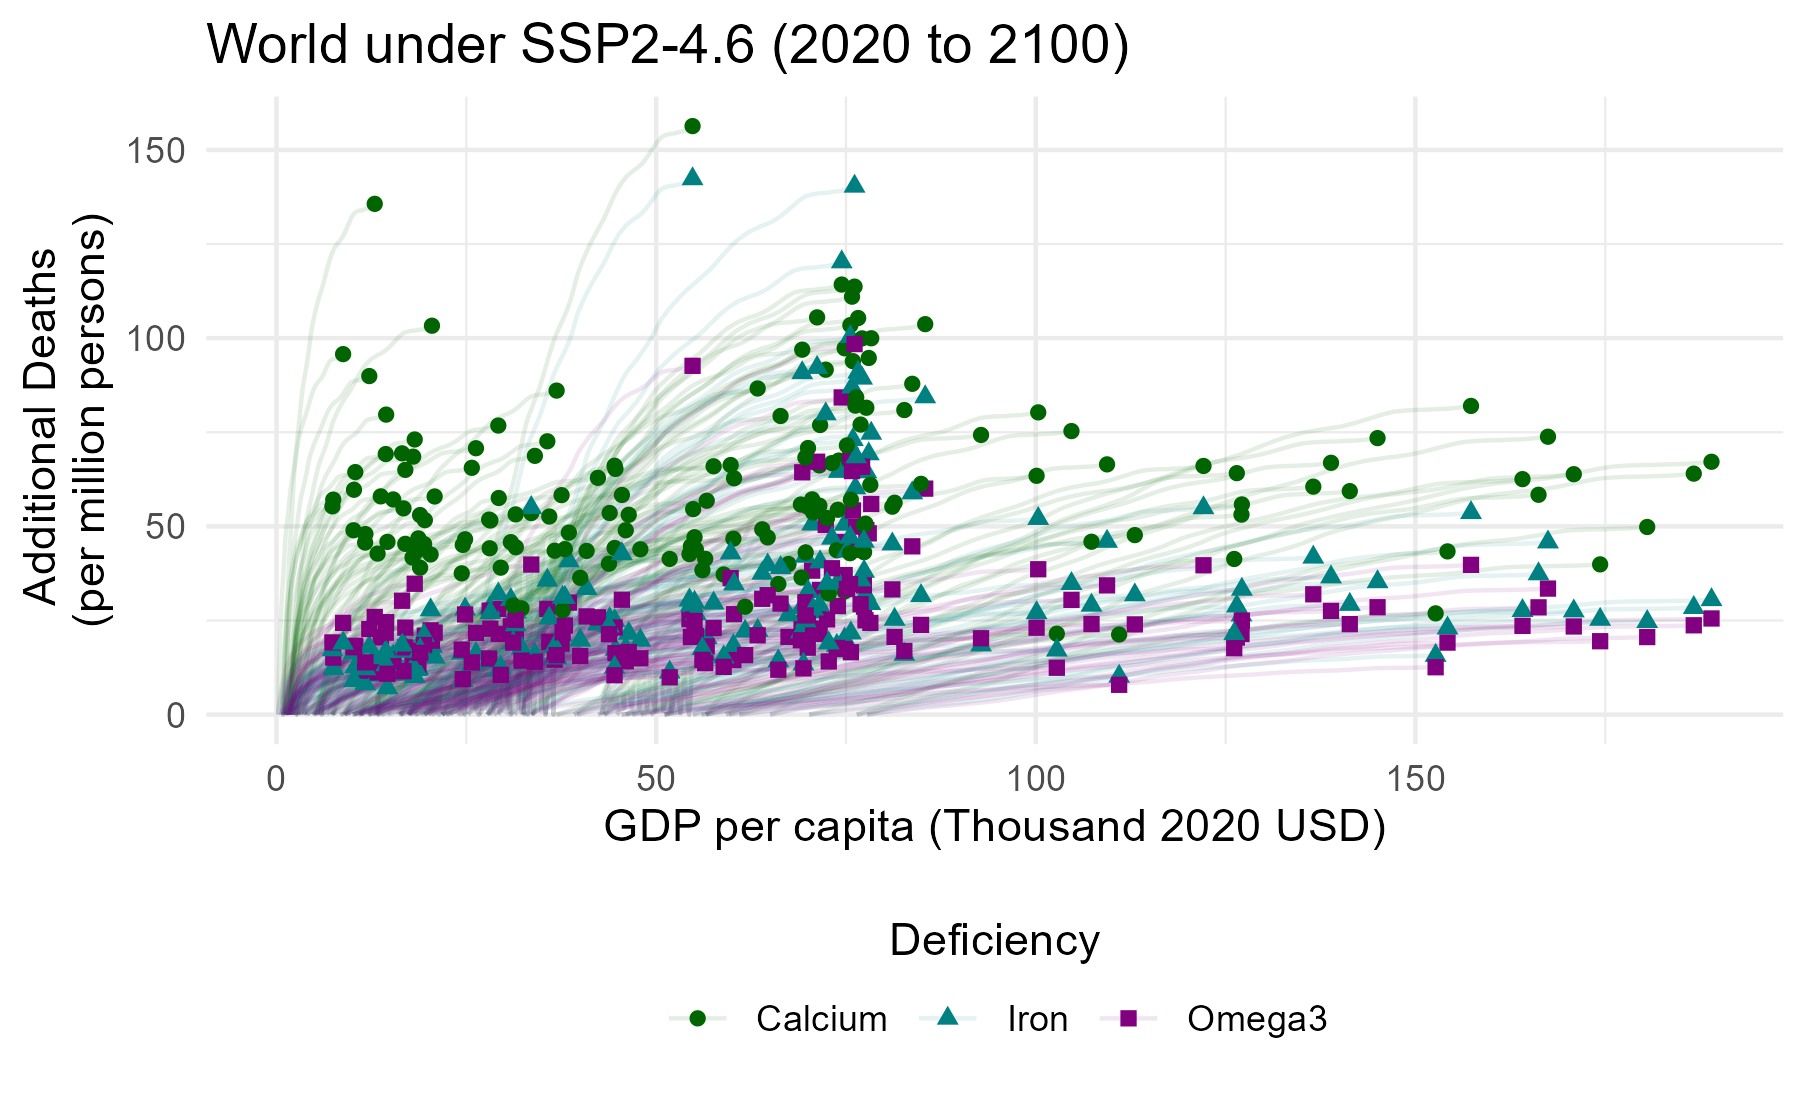 World under SSP2-4.6 (2020 to 2100)
Additional Deaths
(per million persons)
150
100
50
0
0 50 100 150
GDP per capita (Thousand 2020 USD)
Deficiency
Calcium Iron Omega3